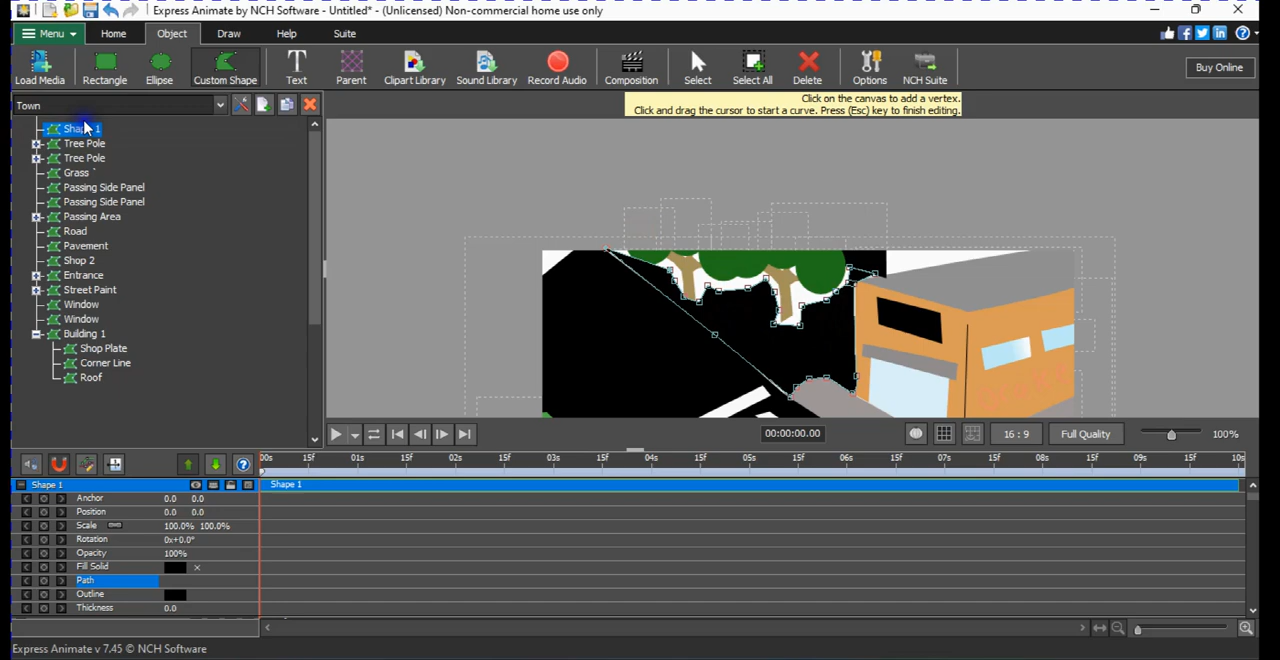 Express Animate by NCH Software - Untitled* - (Unlicensed) Non-commercial home use only
Menu Home Object Draw Help Suite
Load Media Rectangle Ellipse Custom Shape Text Parent Clipart Library Sound Library Record Audio Composition Select Select All Delete Options NCH Suite Buy Online
Town
Click on the canvas to add a vertex.
Click and drag the cursor to start a curve. Press (Esc) key to finish editing.
Shape 1
Tree Pole
Tree Pole
Grass `
Passing Side Panel
Passing Side Panel
Passing Area
Road
Pavement
Shop 2
Entrance
Street Paint
Window
Window
Building 1
Shop Plate
Corner Line
Roof
00:00:00.00 16 : 9 Full Quality 100%
00s 15f 01s 15f 02s 15f 03s 15f 04s 15f 05s 15f 06s 15f 07s 15f 08s 15f 09s 15f 10s
Shape 1 Shape 1
Anchor 0.0 0.0
Position 0.0 0.0
Scale 100.0% 100.0%
Rotation 0x+0.0°
Opacity 100%
Fill Solid
Path
Outline
Thickness 0.0
Express Animate v 7.45 © NCH Software